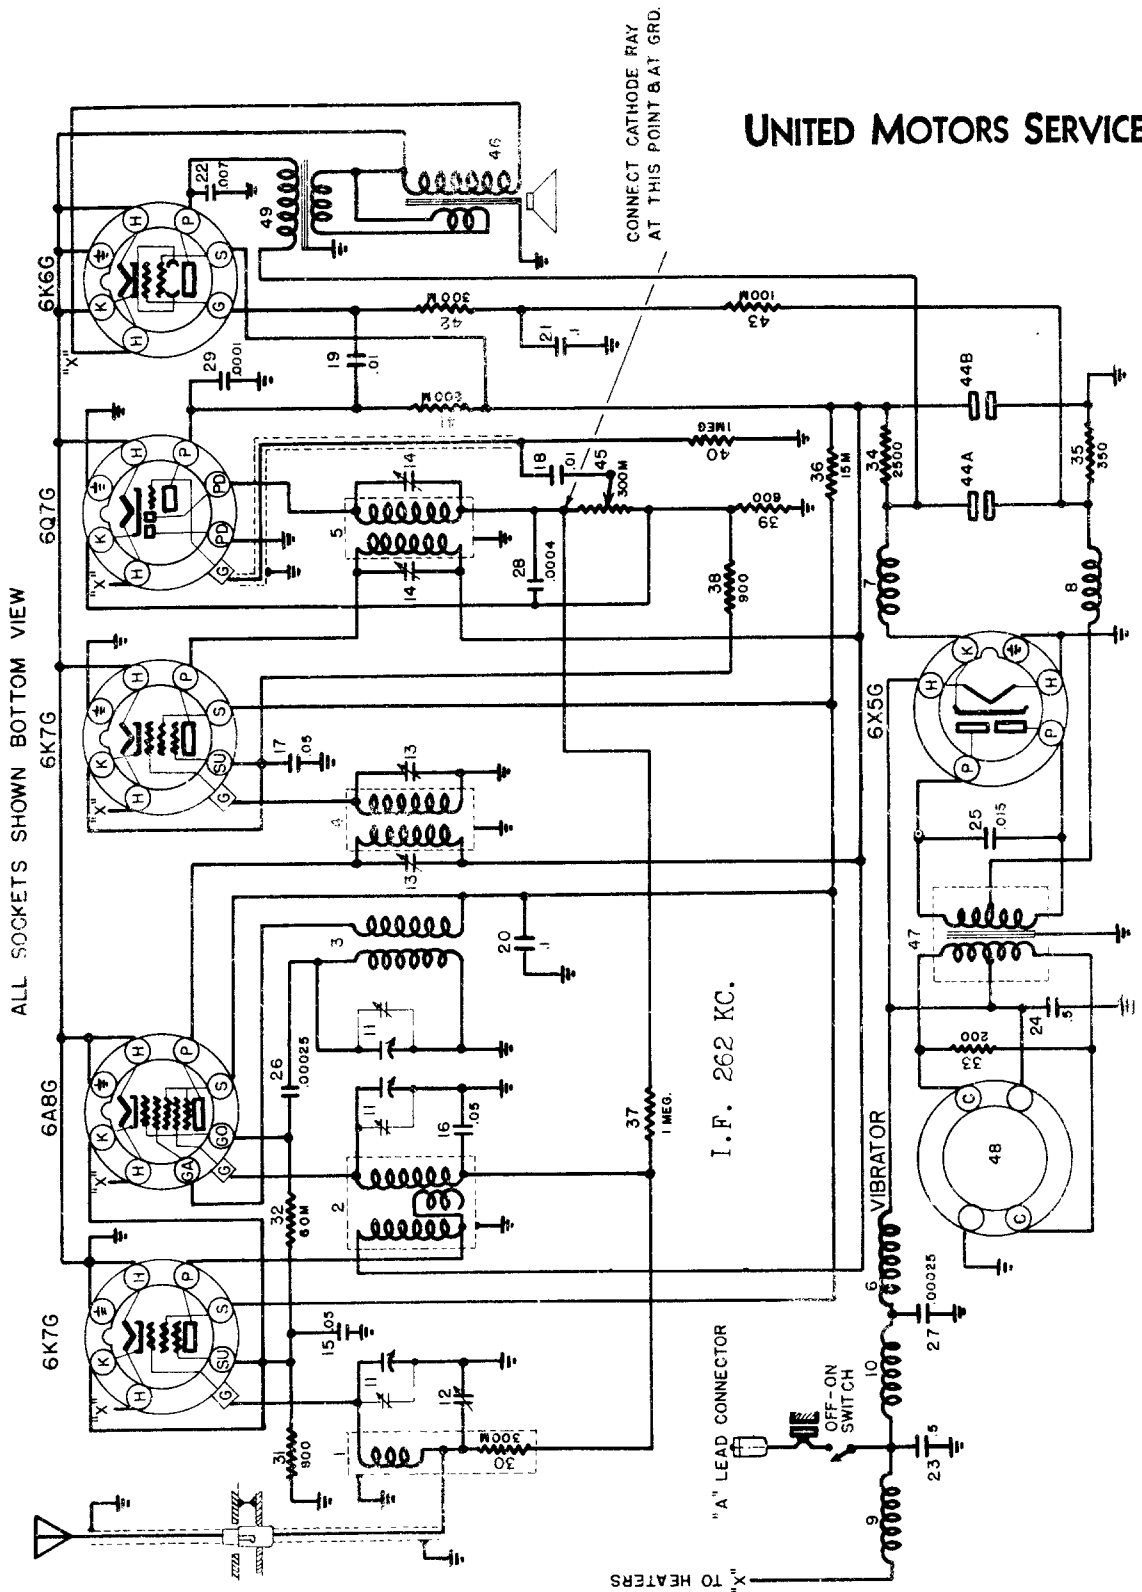 ALL SOCKETS SHOWN BOTTOM VIEW
UNITED MOTORS SERVICE
6K7G
6A8G
6K7G
6Q7G
6K6G
"X"
H
K
H
P
S
SU
G
"X"
H
K
H
P
S
GO
GA
G
"X"
H
K
H
P
S
SU
G
"X"
H
K
H
P
PD
PD
G
"X"
H
K
H
P
S
G
29
.0001
22
.007
49
46
CONNECT CATHODE RAY
AT THIS POINT & AT GRD.
19
.01
42
300M
21
.1
43
100M
41
200M
17
.05
5
14
14
18
.01
45
300M
40
1MEG
28
.0004
38
900
39
600
36
15M
4
13
13
3
20
.1
26
.00025
32
60M
11
11
16
.05
2
37
1 MEG.
I.F. 262 KC.
31
900
15
.05
11
12
1
30
300M
34
2500
44A
44B
35
350
7
8
6X5G
K
H
H
P
P
25
.015
47
24
.5
33
200
VIBRATOR
48
C
C
6
27
.00025
10
"A" LEAD CONNECTOR
OFF-ON
SWITCH
23
.5
9
TO HEATERS
"X"